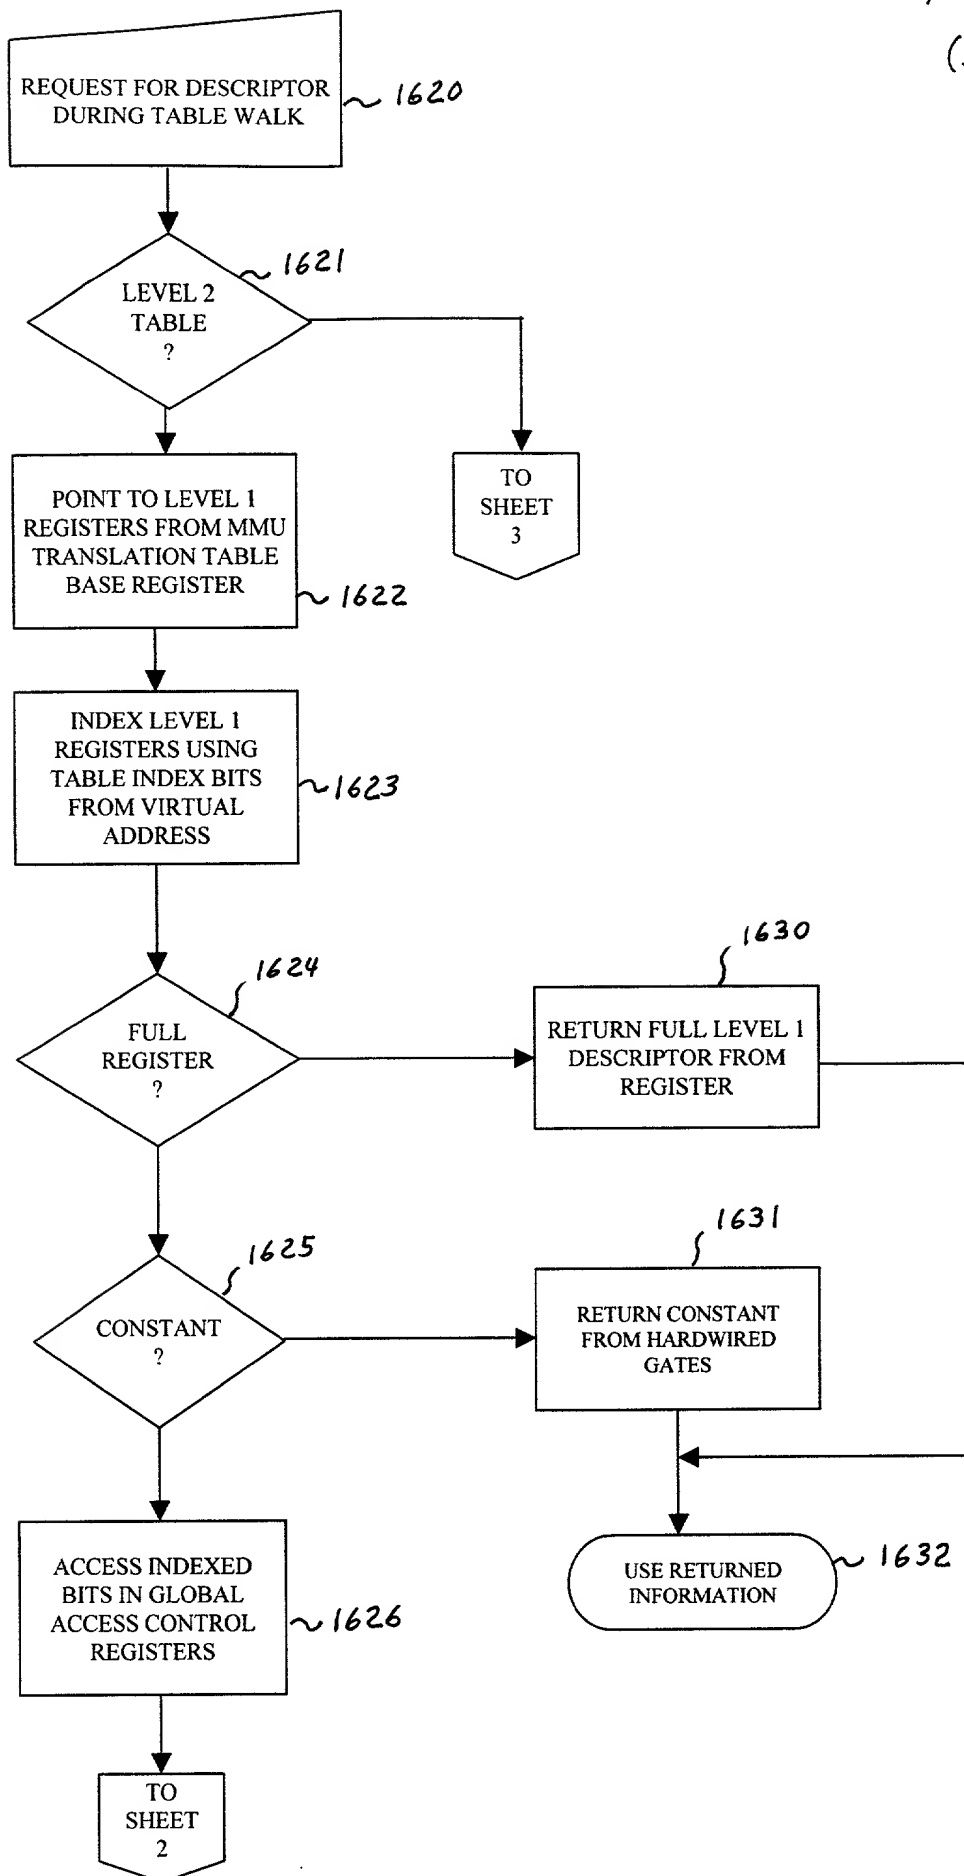 REQUEST FOR DESCRIPTOR
DURING TABLE WALK
1620
1621
LEVEL 2
TABLE
?
TO
SHEET
3
POINT TO LEVEL 1
REGISTERS FROM MMU
TRANSLATION TABLE
BASE REGISTER
1622
INDEX LEVEL 1
REGISTERS USING
TABLE INDEX BITS
FROM VIRTUAL
ADDRESS
1623
1624
FULL
REGISTER
?
1630
RETURN FULL LEVEL 1
DESCRIPTOR FROM
REGISTER
1625
CONSTANT
?
1631
RETURN CONSTANT
FROM HARDWIRED
GATES
ACCESS INDEXED
BITS IN GLOBAL
ACCESS CONTROL
REGISTERS
1626
USE RETURNED
INFORMATION
1632
TO
SHEET
2